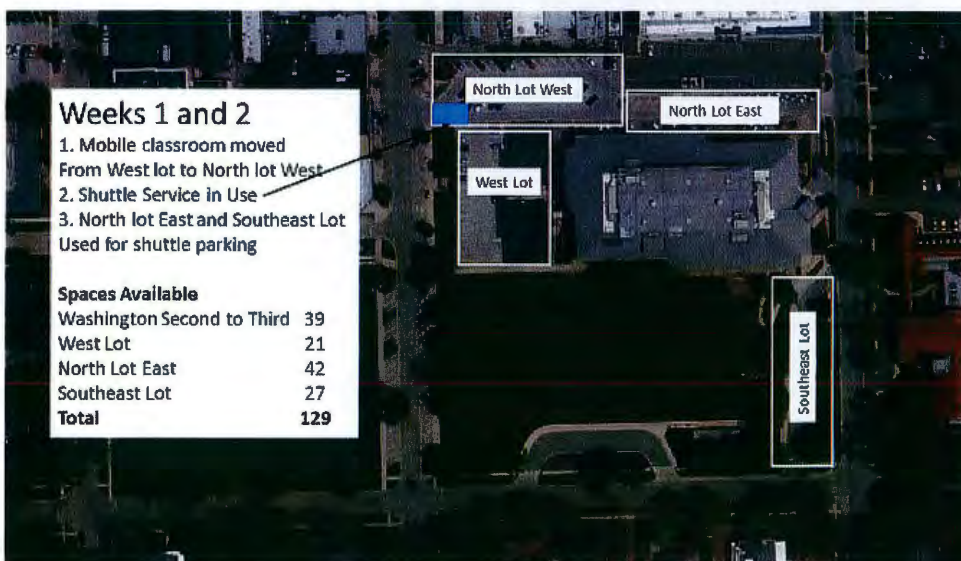 Weeks 1 and 2
1. Mobile classroom moved
From West lot to North lot West
2. Shuttle Service in Use
3. North lot East and Southeast Lot
Used for shuttle parking
Spaces Available
Washington Second to Third 39
West Lot 21
North Lot East 42
Southeast Lot 27
Total 129
North Lot West
North Lot East
West Lot
Southeast Lot